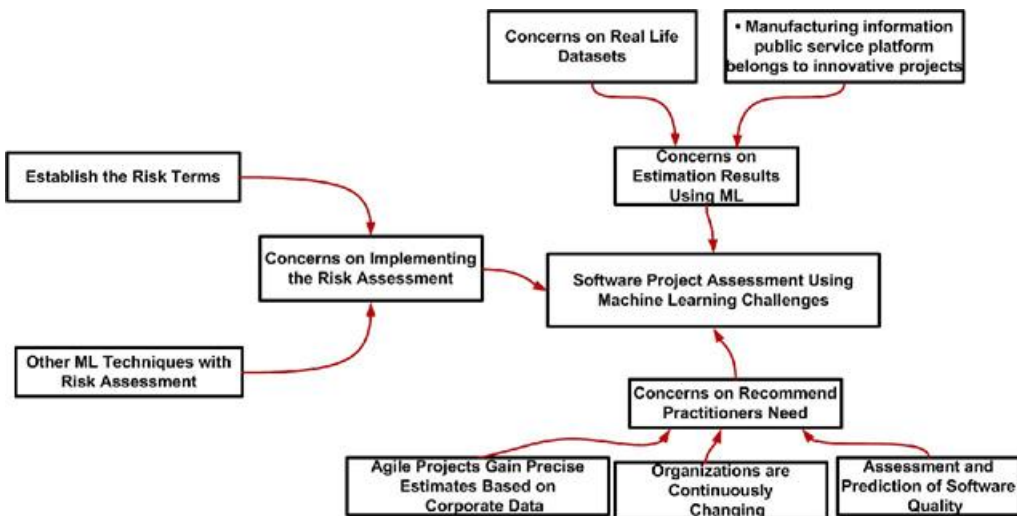 Concerns on Real Life
Datasets
• Manufacturing information
public service platform
belongs to innovative projects
Concerns on
Estimation Results
Using ML
Establish the Risk Terms
Concerns on Implementing
the Risk Assessment
Software Project Assessment Using
Machine Learning Challenges
Other ML Techniques with
Risk Assessment
Concerns on Recommend
Practitioners Need
Agile Projects Gain Precise
Estimates Based on
Corporate Data
Organizations are
Continuously
Changing
Assessment and
Prediction of Software
Quality